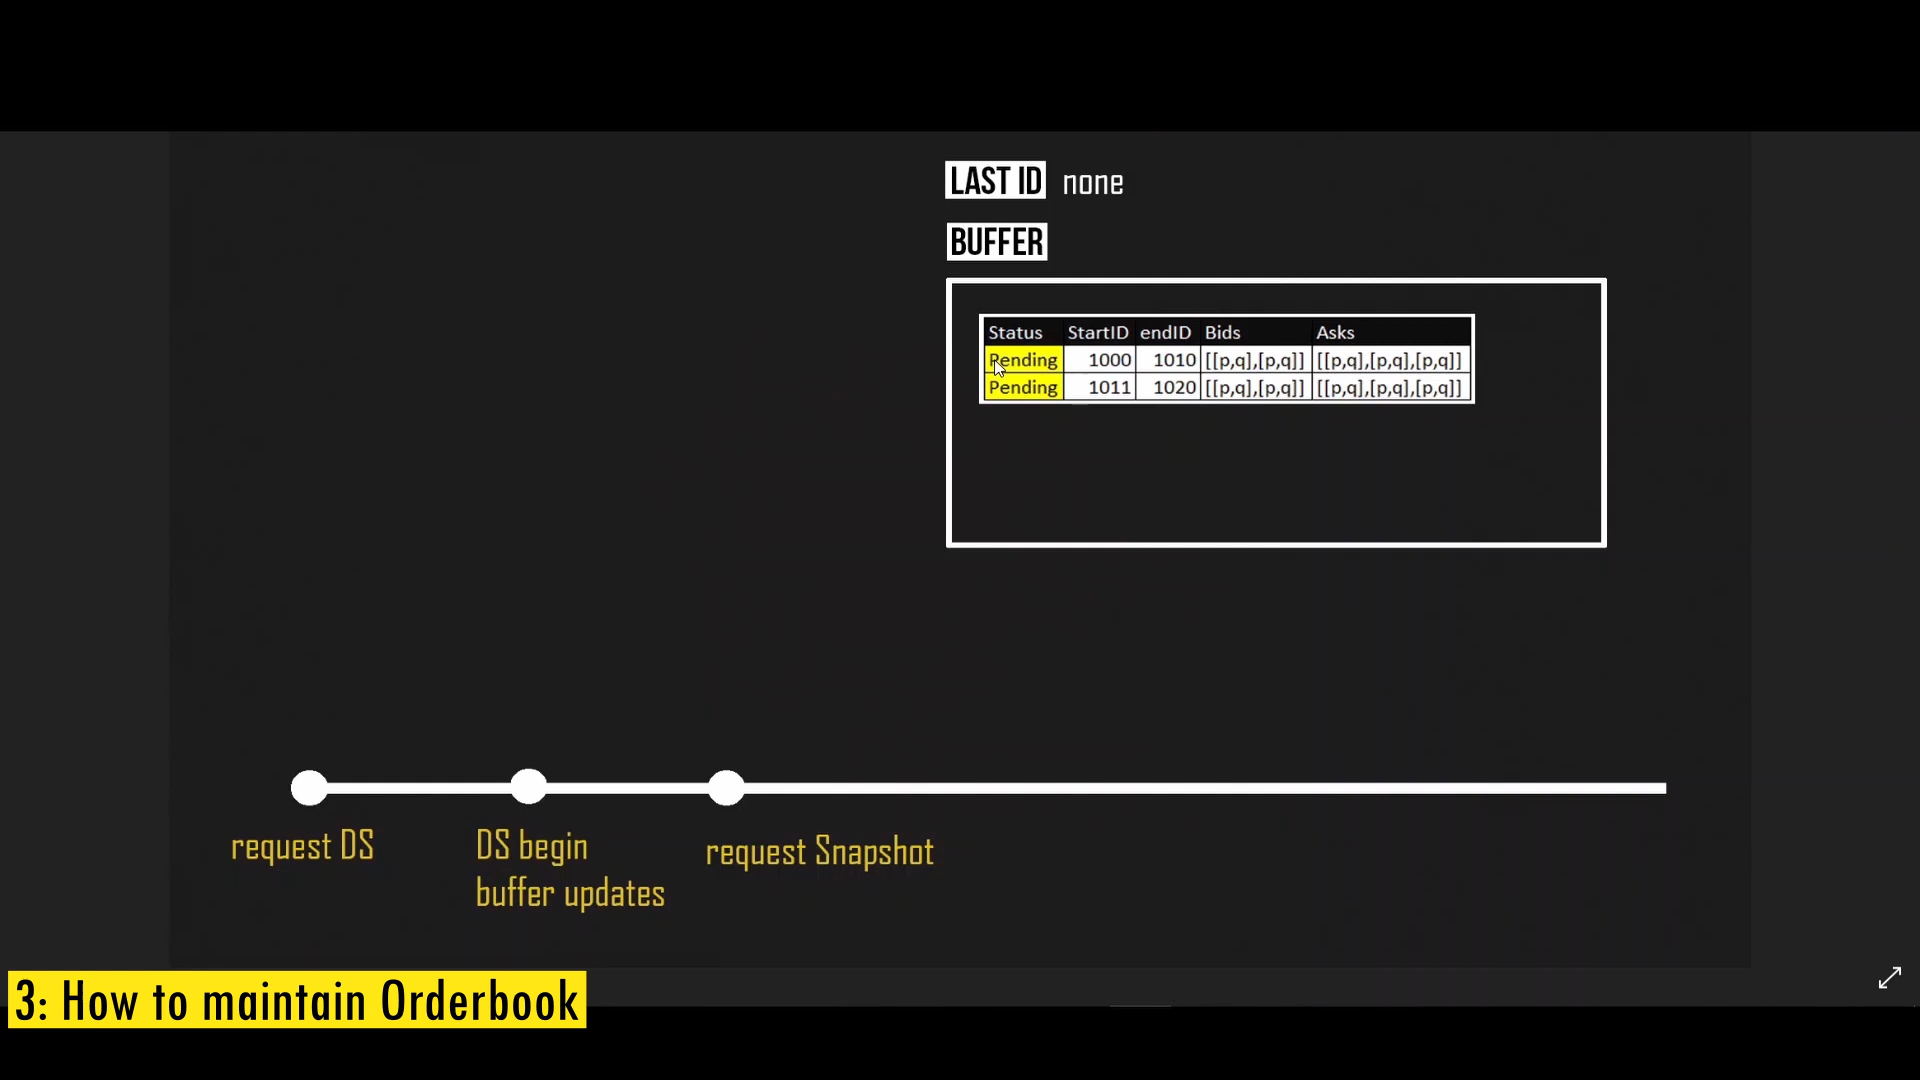 LAST ID none
BUFFER
Status StartID endID Bids Asks
Pending 1000 1010 [[p,q],[p,q]] [[p,q],[p,q],[p,q]]
Pending 1011 1020 [[p,q],[p,q]] [[p,q],[p,q],[p,q]]
request DS
DS begin
buffer updates
request Snapshot
3: How to maintain Orderbook